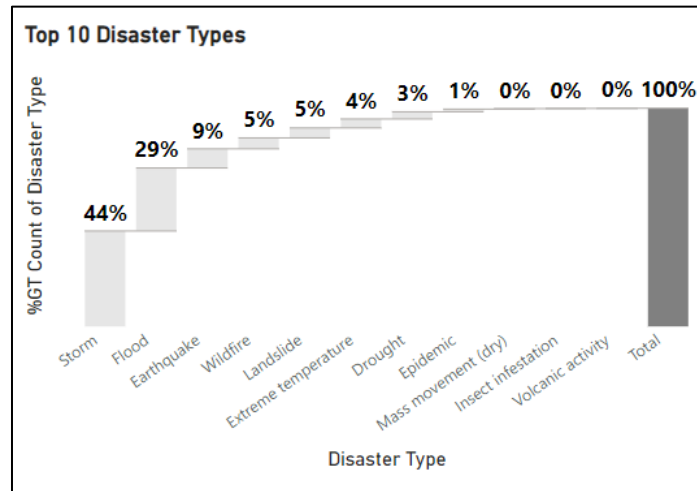 Top 10 Disaster Types
%GT Count of Disaster Type
44%
29%
9%
5%
5%
4%
3%
1%
0%
0%
0%
100%
Storm
Flood
Earthquake
Wildfire
Landslide
Extreme temperature
Drought
Epidemic
Mass movement (dry)
Insect infestation
Volcanic activity
Total
Disaster Type